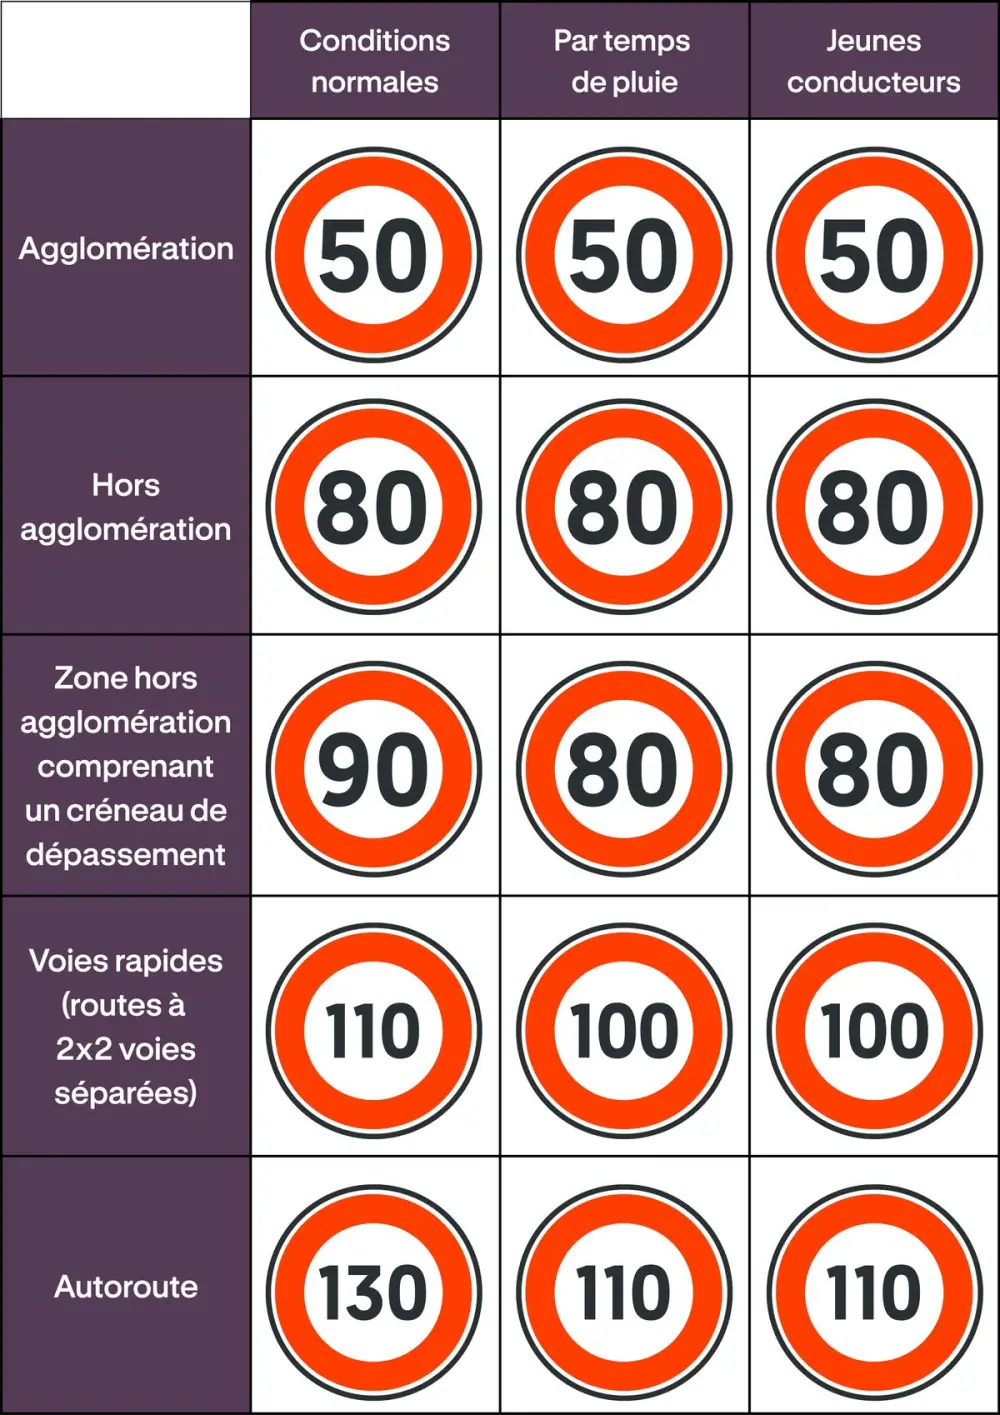 Conditions
normales
Par temps
de pluie
Jeunes
conducteurs
Agglomération
50
50
50
Hors
agglomération
80
80
80
Zone hors
agglomération
comprenant
un créneau de
dépassement
90
80
80
Voies rapides
(routes à
2x2 voies
séparées)
110
100
100
Autoroute
130
110
110